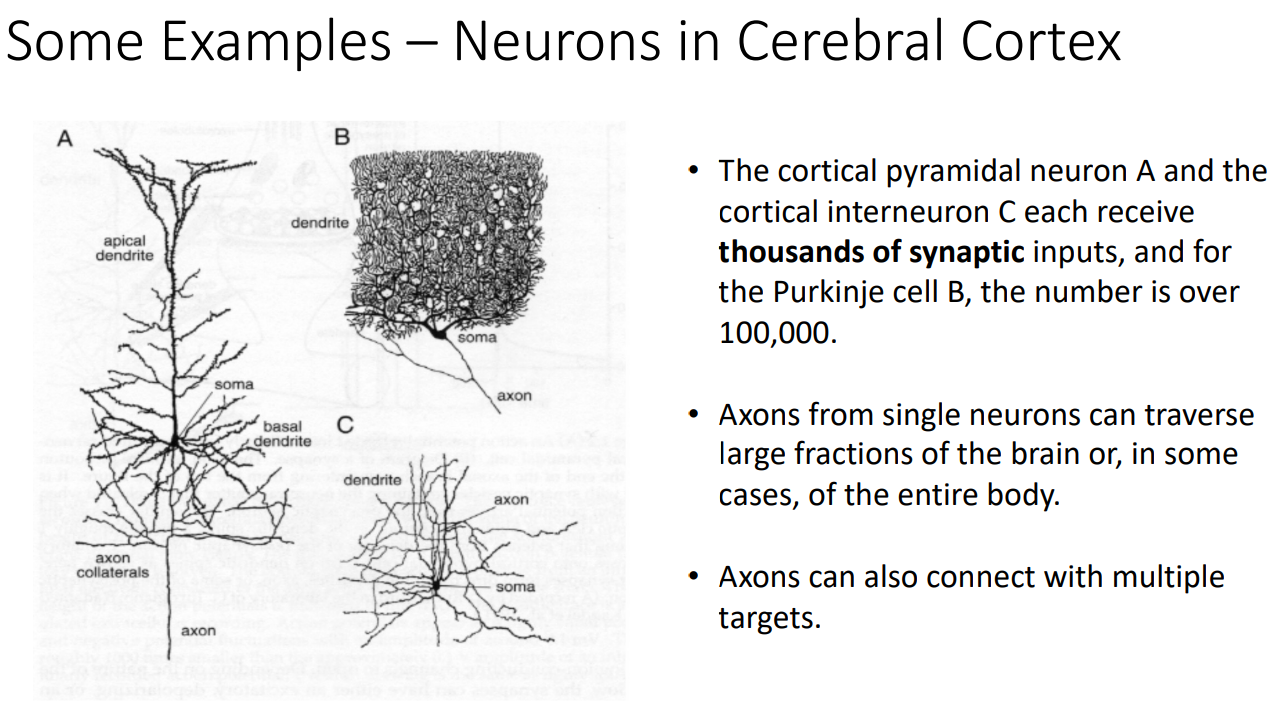 Some Examples – Neurons in Cerebral Cortex
A
apical
dendrite
soma
basal
dendrite
axon
collaterals
axon
B
dendrite
soma
axon
C
dendrite
axon
soma
• The cortical pyramidal neuron A and the
cortical interneuron C each receive
thousands of synaptic inputs, and for
the Purkinje cell B, the number is over
100,000.
• Axons from single neurons can traverse
large fractions of the brain or, in some
cases, of the entire body.
• Axons can also connect with multiple
targets.